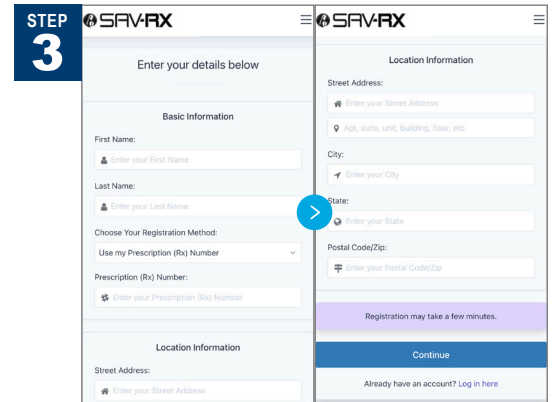 STEP
3
SAV-RX
Enter your details below
Basic Information
First Name:
Enter your First Name
Last Name:
Enter your Last Name
Choose Your Registration Method:
Use my Prescription (Rx) Number
Prescription (Rx) Number:
Enter your Prescription (Rx) Number
Location Information
Street Address:
Enter your Street Address
SAV-RX
Location Information
Street Address:
Enter your Street Address
Apt, suite, unit, building, floor, etc.
City:
Enter your City
State:
Enter your State
Postal Code/Zip:
Enter your Postal Code/Zip
Registration may take a few minutes.
Continue
Already have an account? Log in here